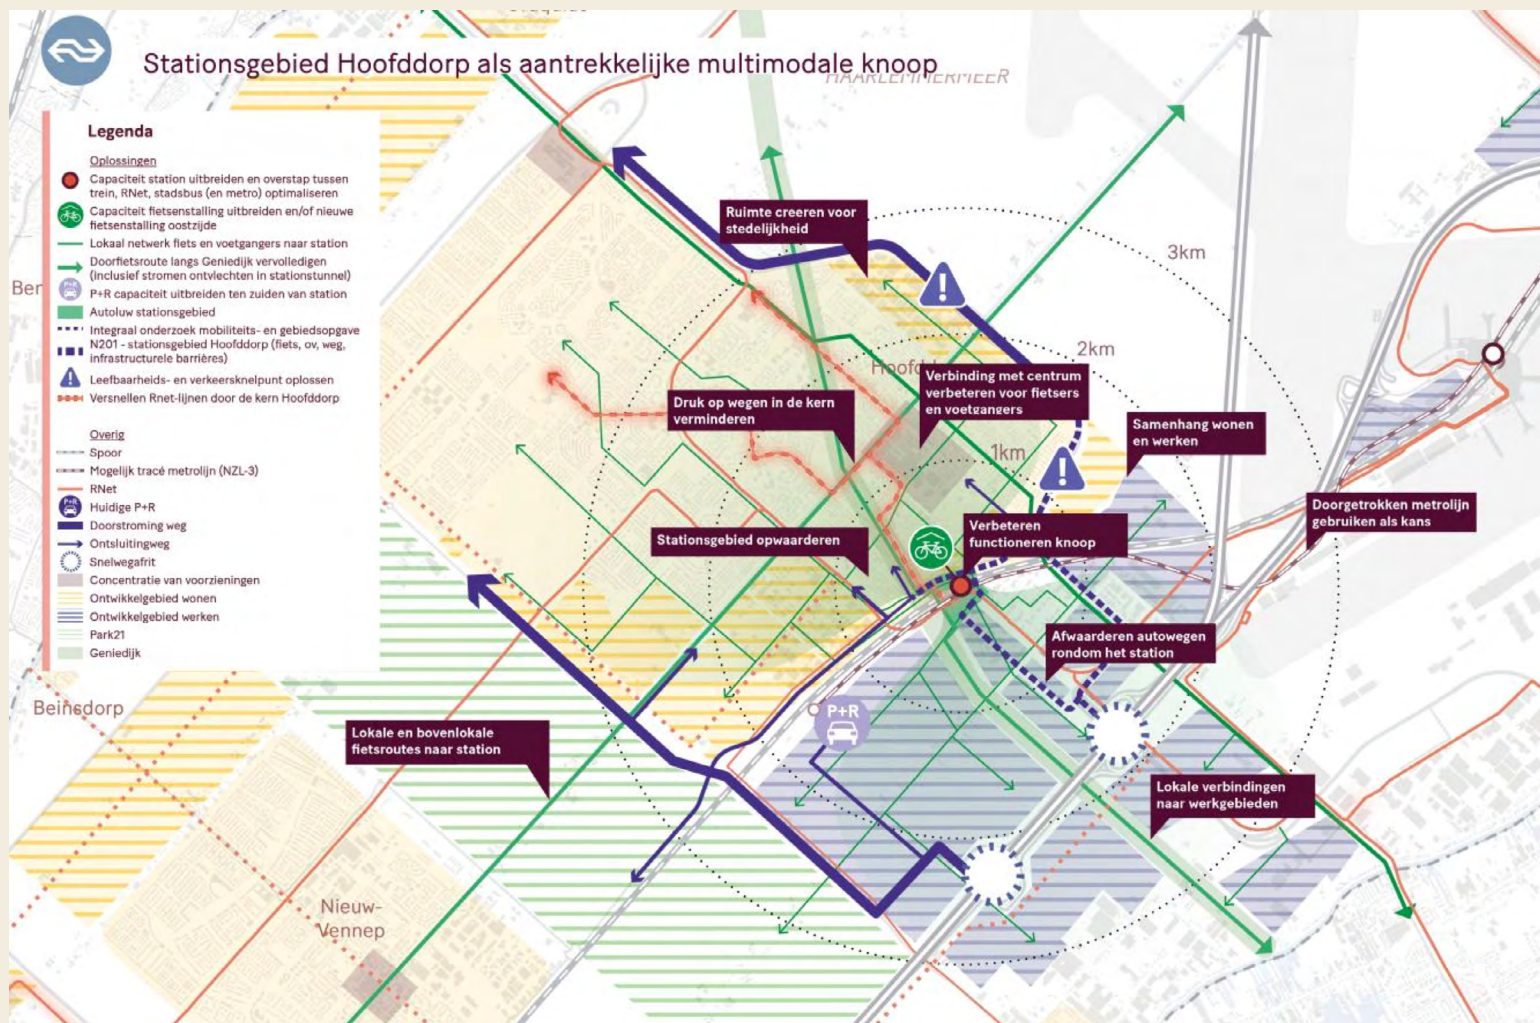 Stationsgebied Hoofddorp als aantrekkelijke multimodale knoop
HAARLEMMERMEER
Legenda
Oplossingen
Capaciteit station uitbreiden en overstap tussen
trein, RNet, stadsbus (en metro) optimaliseren
Capaciteit fietsenstalling uitbreiden en/of nieuwe
fietsenstalling oostzijde
Lokaal netwerk fiets en voetgangers naar station
Doorfietsroute langs Geniedijk vervolledigen
(inclusief stromen ontvlechten in stationstunnel)
P+R
P+R capaciteit uitbreiden ten zuiden van station
Autoluw stationsgebied
Integraal onderzoek mobiliteits- en gebiedsopgave
N201 - stationsgebied Hoofddorp (fiets, ov, weg,
infrastructurele barrières)
Leefbaarheids- en verkeersknelpunt oplossen
Versnellen Rnet-lijnen door de kern Hoofddorp
Overig
Spoor
Mogelijk tracé metrolijn (NZL-3)
RNet
P+R
Huidige P+R
Doorstroming weg
Ontsluitingweg
Snelwegafrit
Concentratie van voorzieningen
Ontwikkelgebied wonen
Ontwikkelgebied werken
Park21
Geniedijk
Ruimte creeren voor
stedelijkheid
3km
2km
1km
Verbinding met centrum
verbeteren voor fietsers
en voetgangers
Druk op wegen in de kern
verminderen
Samenhang wonen
en werken
Doorgetrokken metrolijn
gebruiken als kans
Verbeteren
functioneren knoop
Stationsgebied opwaarderen
Afwaarderen autowegen
rondom het station
P+R
Lokale en bovenlokale
fietsroutes naar station
Lokale verbindingen
naar werkgebieden
Beinsdorp
Nieuw-
Vennep